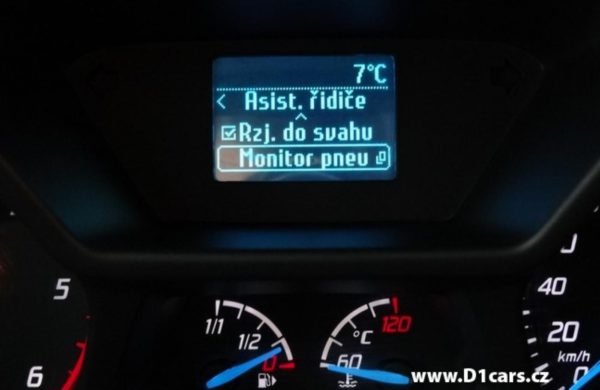 7°C
< Asist. řidiče
Rzj. do svahu
Monitor pneu
5
6
1/1
1/2
0
°C
120
60
40
20
km/h
0
www.D1cars.cz